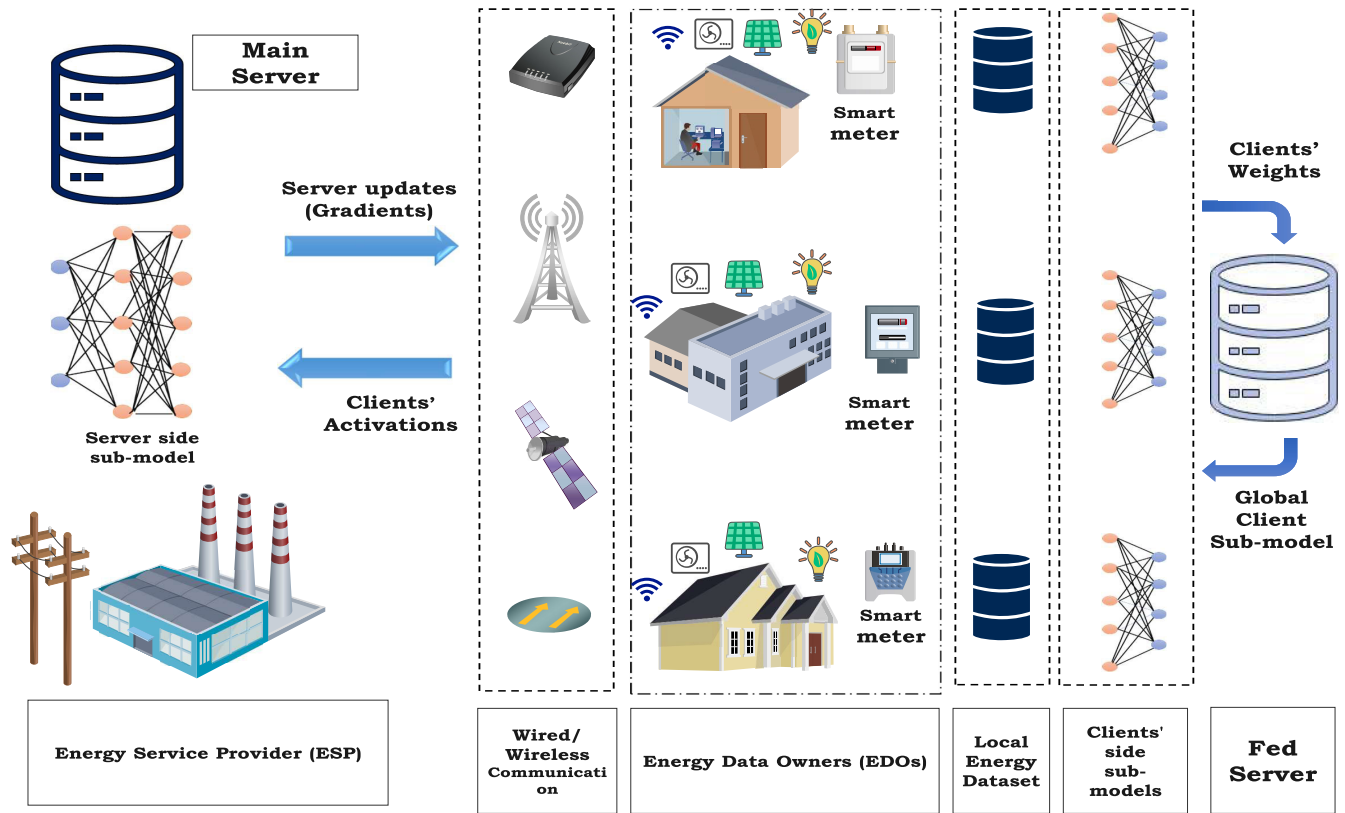 Main
Server
Server updates
(Gradients)
Clients'
Activations
Server side
sub-model
Smart
meter
Smart
meter
Smart
meter
Clients'
Weights
Global
Client
Sub-model
Energy Service Provider (ESP)
Wired/
Wireless
Communicati
on
Energy Data Owners (EDOs)
Local
Energy
Dataset
Clients'
side
sub-
models
Fed
Server